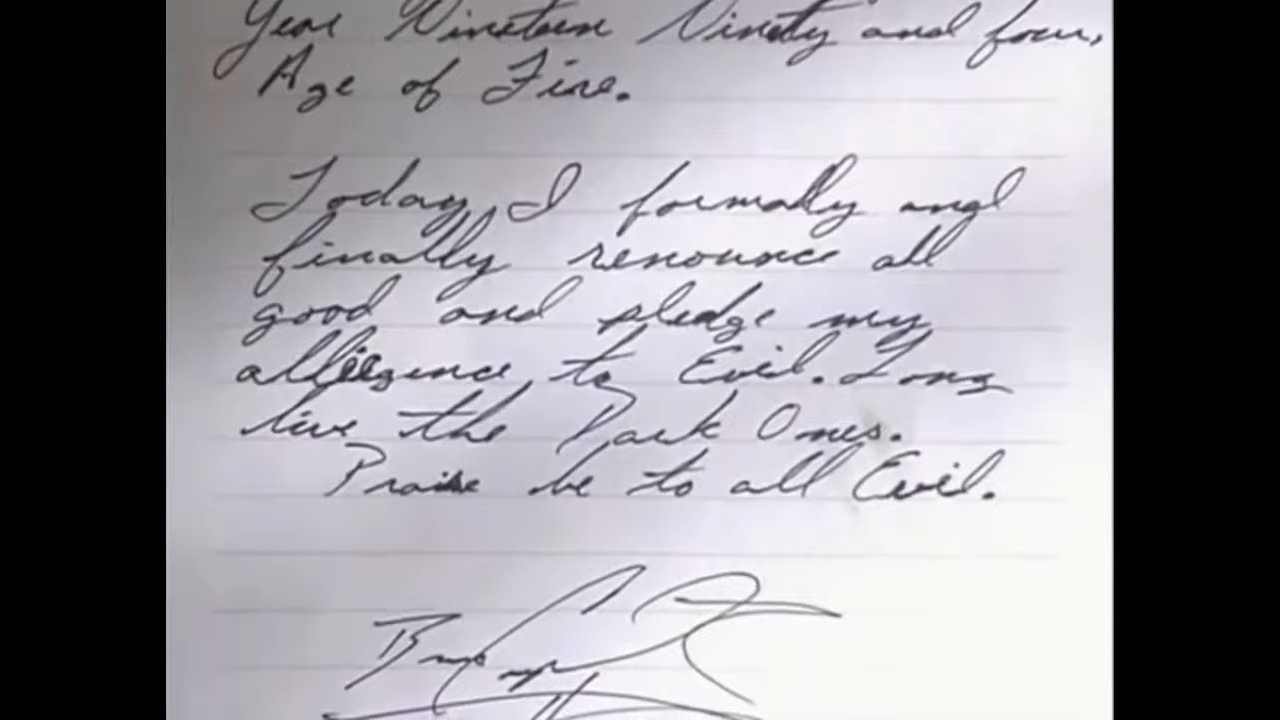 Year Nineteen Ninety and four,
Age of Fire.
Today, I formally and
finally renounce all
good and pledge my
to Evil. Long
live the Dark Ones.
Praise be to all Evil.